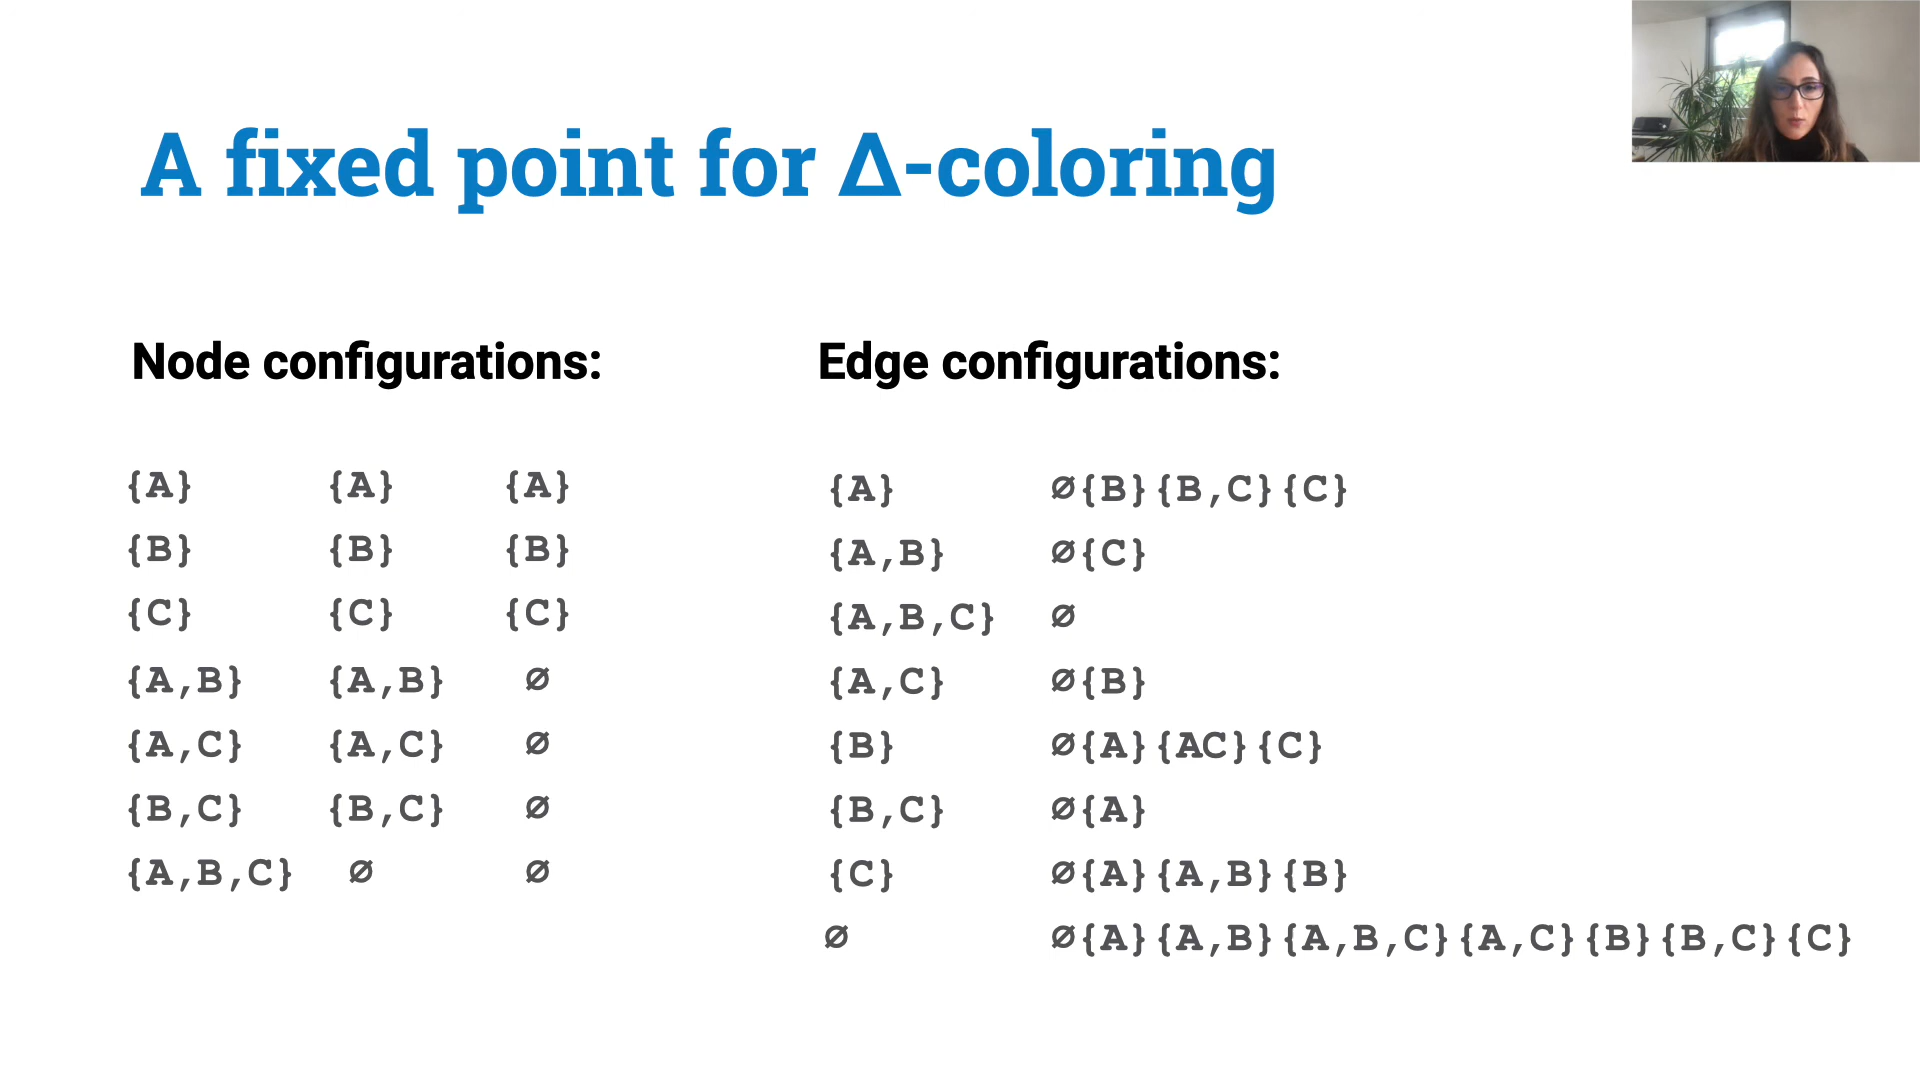 A fixed point for Δ-coloring
Node configurations:
{A} {A} {A}
{B} {B} {B}
{C} {C} {C}
{A,B} {A,B} ∅
{A,C} {A,C} ∅
{B,C} {B,C} ∅
{A,B,C} ∅ ∅
Edge configurations:
{A} ∅{B}{B,C}{C}
{A,B} ∅{C}
{A,B,C} ∅
{A,C} ∅{B}
{B} ∅{A}{AC}{C}
{B,C} ∅{A}
{C} ∅{A}{A,B}{B}
∅ ∅{A}{A,B}{A,B,C}{A,C}{B}{B,C}{C}